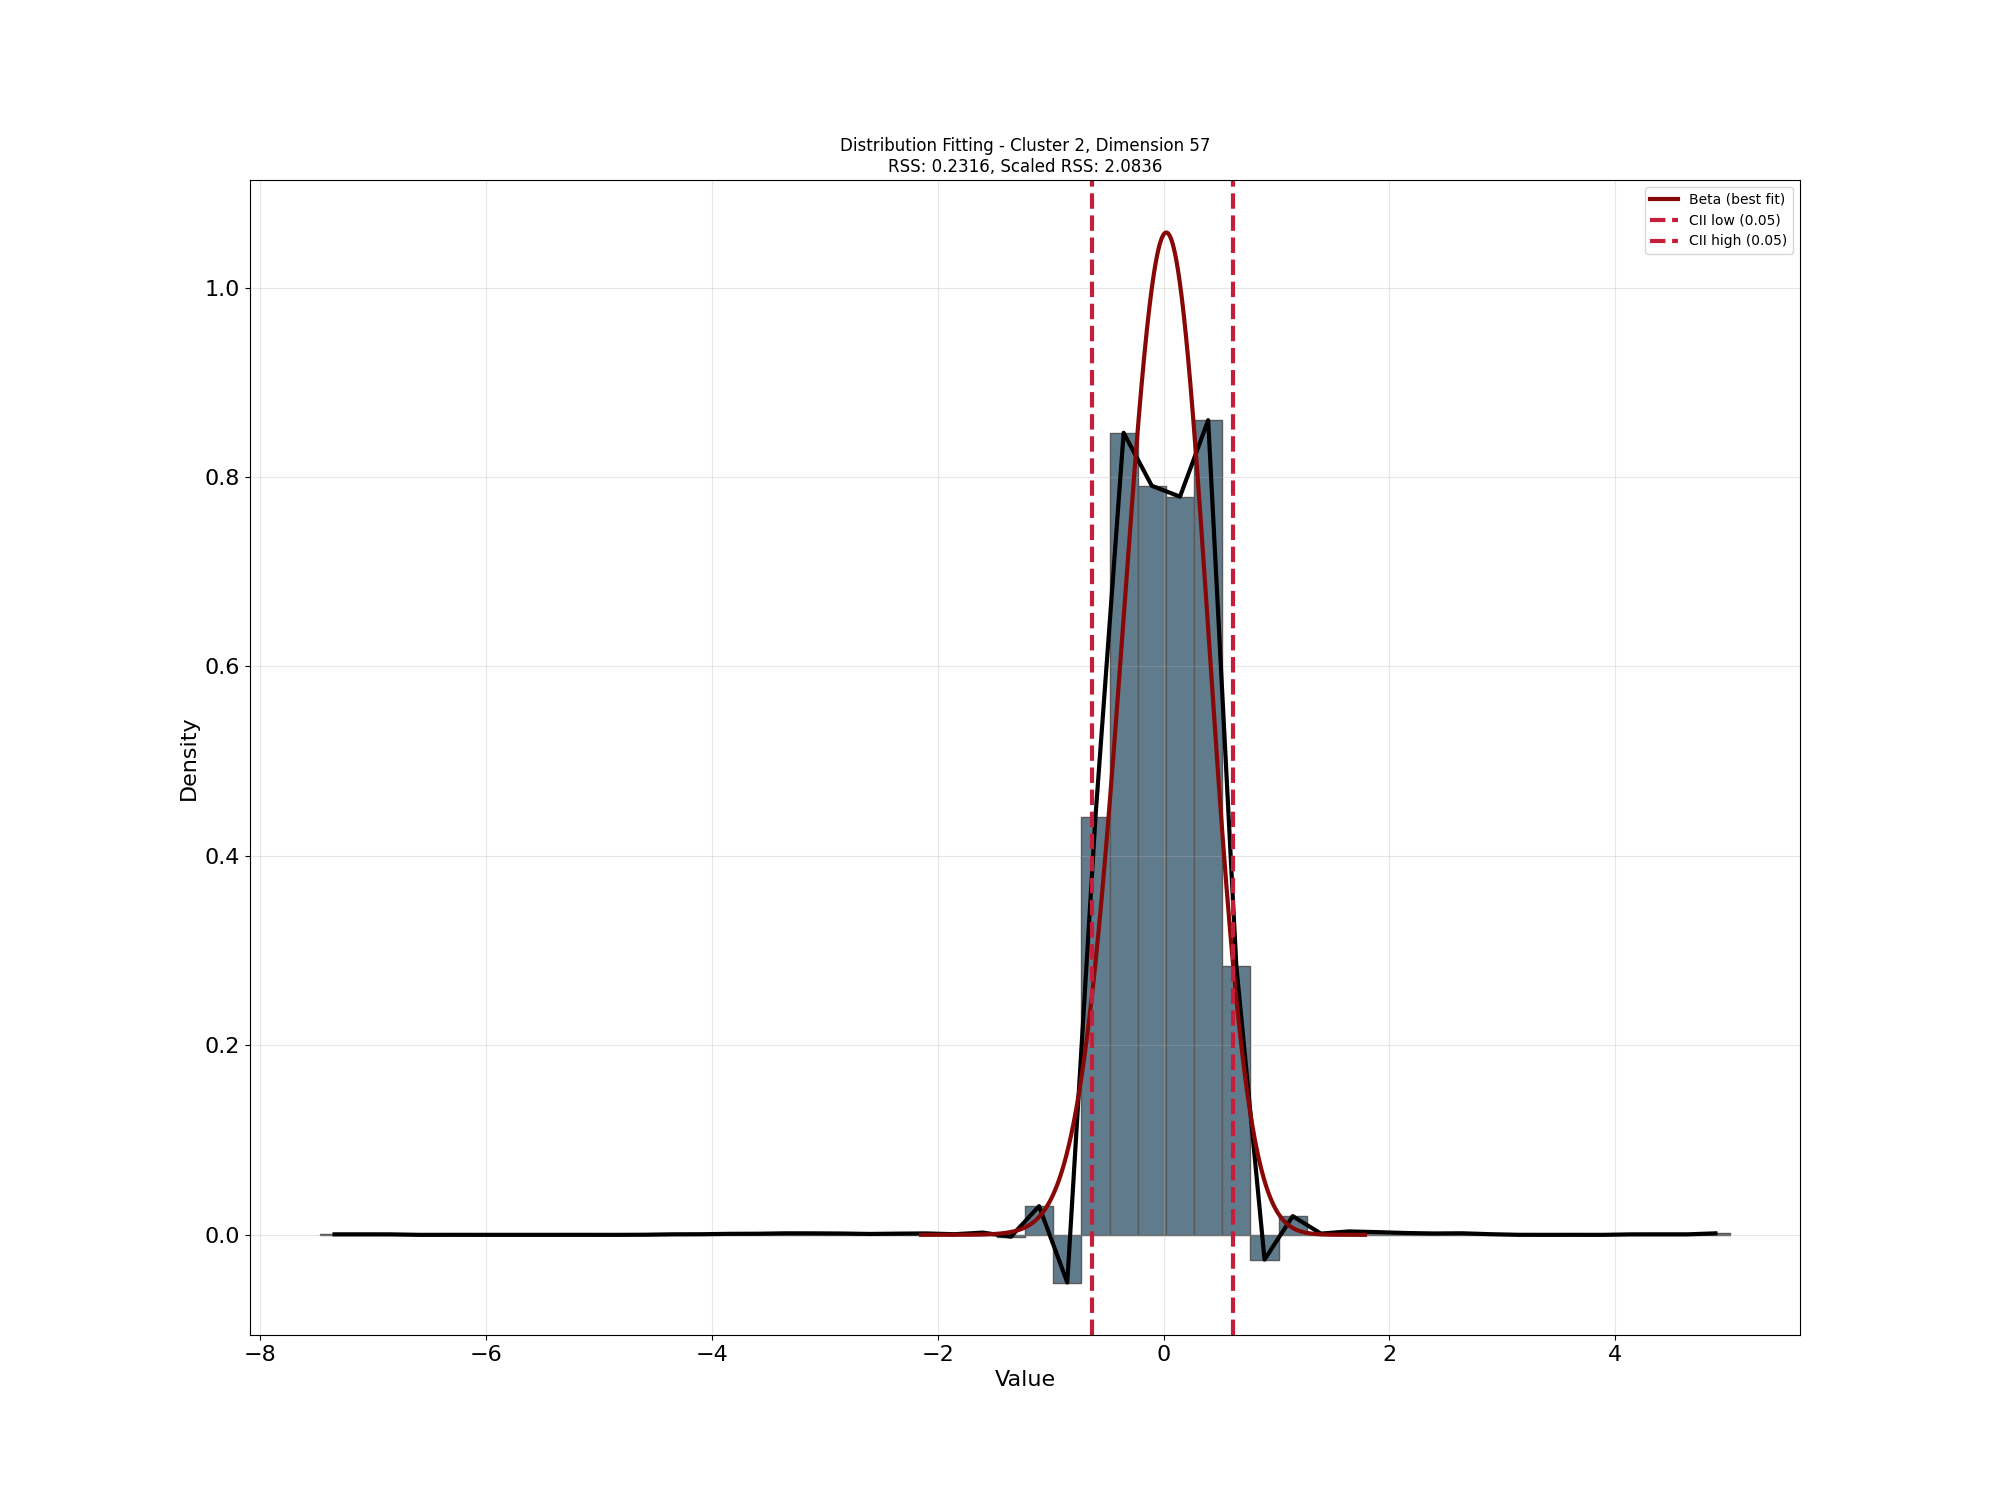 Distribution Fitting - Cluster 2, Dimension 57
RSS: 0.2316, Scaled RSS: 2.0836
Beta (best fit)
CII low (0.05)
CII high (0.05)
1.0
0.8
0.6
0.4
0.2
0.0
Density
−8 −6 −4 −2 0 2 4
Value